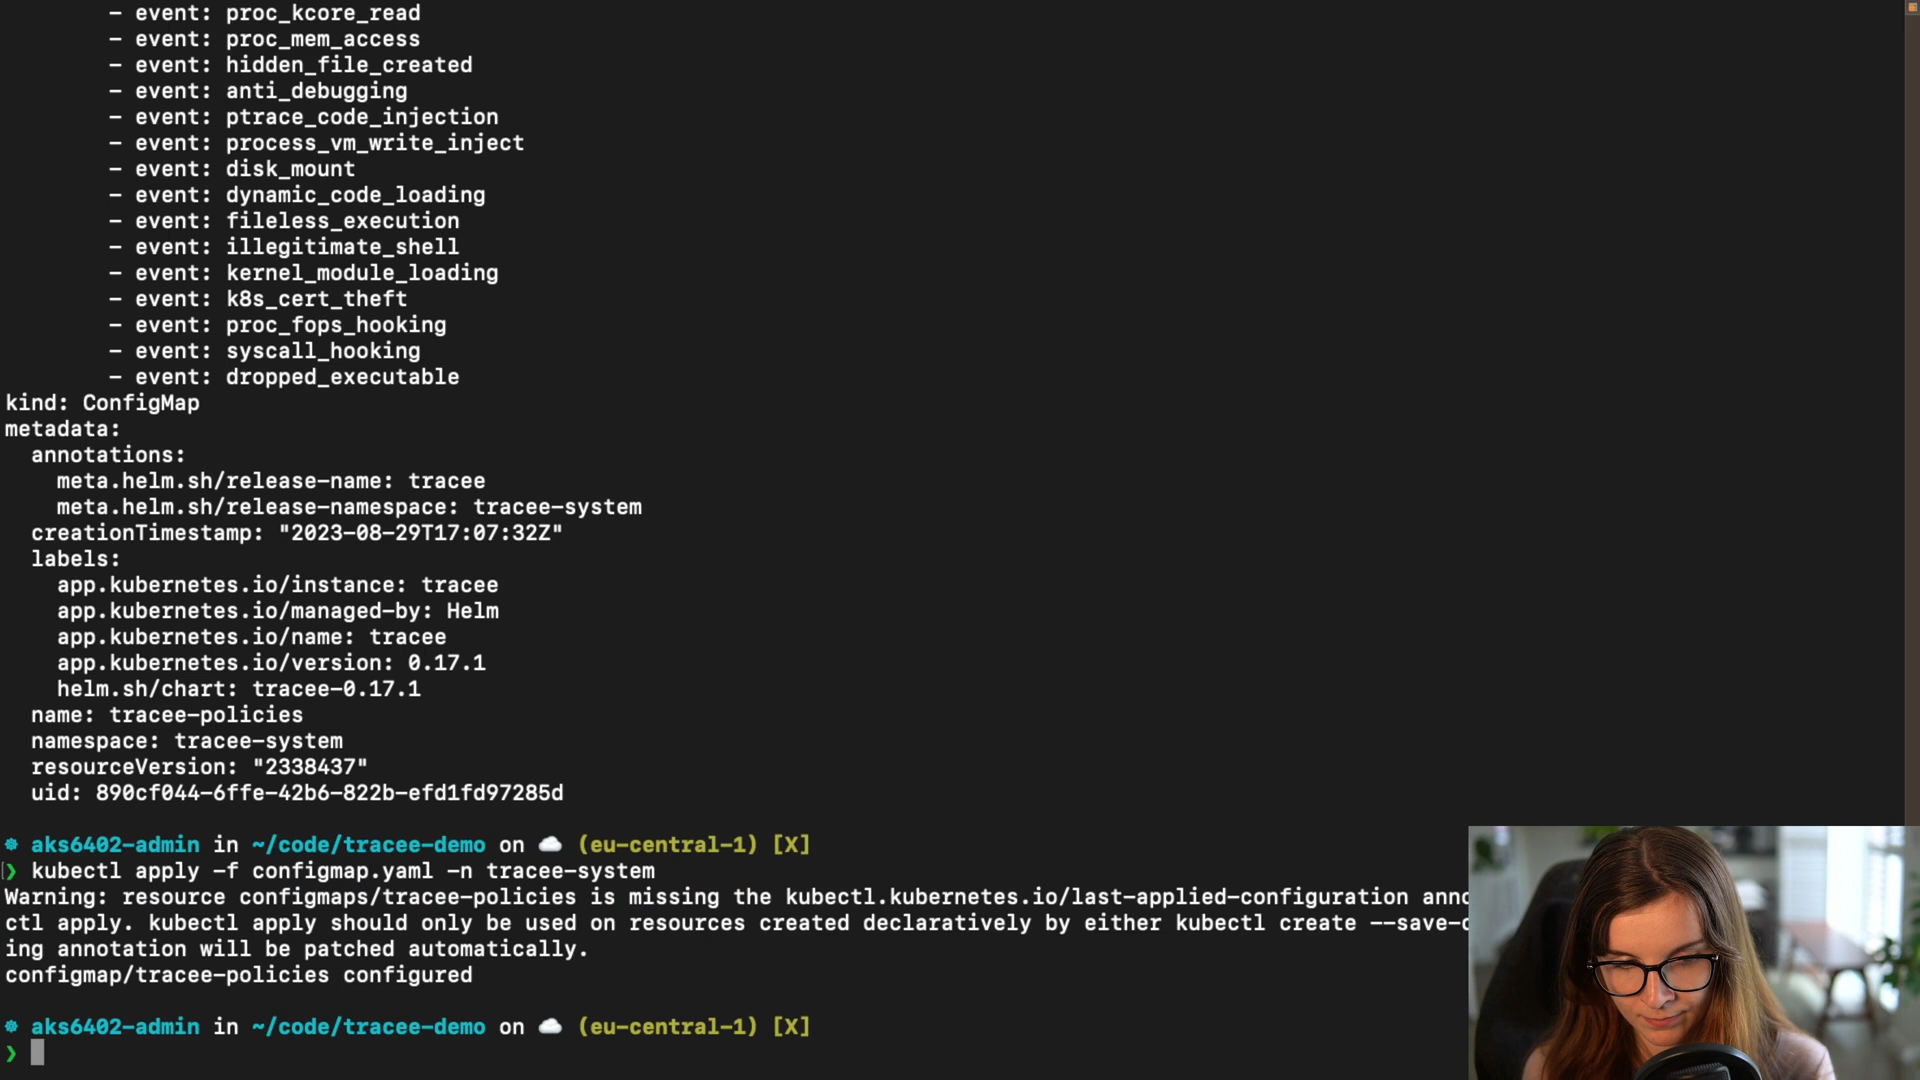 - event: proc_kcore_read
- event: proc_mem_access
- event: hidden_file_created
- event: anti_debugging
- event: ptrace_code_injection
- event: process_vm_write_inject
- event: disk_mount
- event: dynamic_code_loading
- event: fileless_execution
- event: illegitimate_shell
- event: kernel_module_loading
- event: k8s_cert_theft
- event: proc_fops_hooking
- event: syscall_hooking
- event: dropped_executable
kind: ConfigMap
metadata:
annotations:
meta.helm.sh/release-name: tracee
meta.helm.sh/release-namespace: tracee-system
creationTimestamp: "2023-08-29T17:07:32Z"
labels:
app.kubernetes.io/instance: tracee
app.kubernetes.io/managed-by: Helm
app.kubernetes.io/name: tracee
app.kubernetes.io/version: 0.17.1
helm.sh/chart: tracee-0.17.1
name: tracee-policies
namespace: tracee-system
resourceVersion: "2338437"
uid: 890cf044-6ffe-42b6-822b-efd1fd97285d
aks6402-admin in ~/code/tracee-demo on ☁️ (eu-central-1) [X]
❯ kubectl apply -f configmap.yaml -n tracee-system
Warning: resource configmaps/tracee-policies is missing the kubectl.kubernetes.io/last-applied-configuration anno
ctl apply. kubectl apply should only be used on resources created declaratively by either kubectl create --save-c
ing annotation will be patched automatically.
configmap/tracee-policies configured
aks6402-admin in ~/code/tracee-demo on ☁️ (eu-central-1) [X]
❯